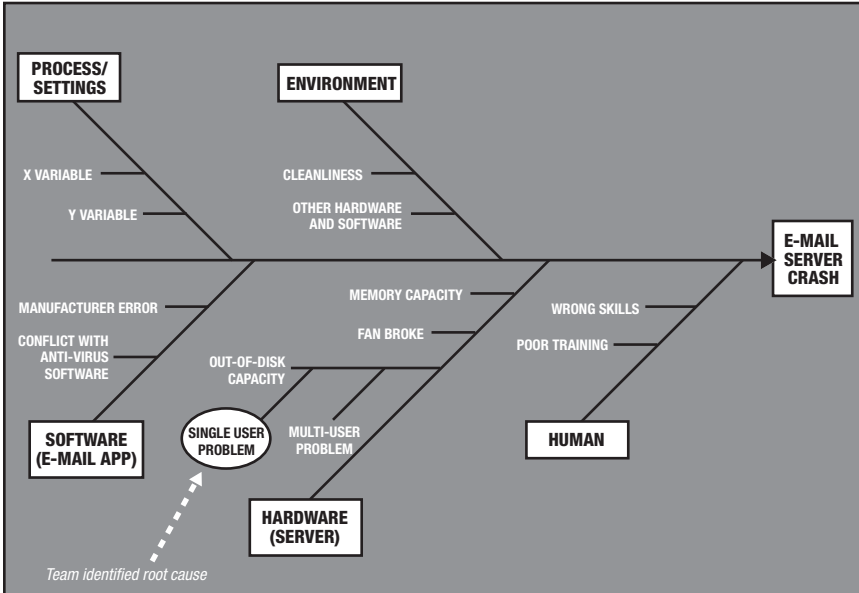 PROCESS/
SETTINGS
ENVIRONMENT
X VARIABLE
Y VARIABLE
CLEANLINESS
OTHER HARDWARE
AND SOFTWARE
E-MAIL
SERVER
CRASH
MANUFACTURER ERROR
CONFLICT WITH
ANTI-VIRUS
SOFTWARE
MEMORY CAPACITY
FAN BROKE
OUT-OF-DISK
CAPACITY
WRONG SKILLS
POOR TRAINING
SOFTWARE
(E-MAIL APP)
SINGLE USER
PROBLEM
MULTI-USER
PROBLEM
HUMAN
HARDWARE
(SERVER)
Team identified root cause